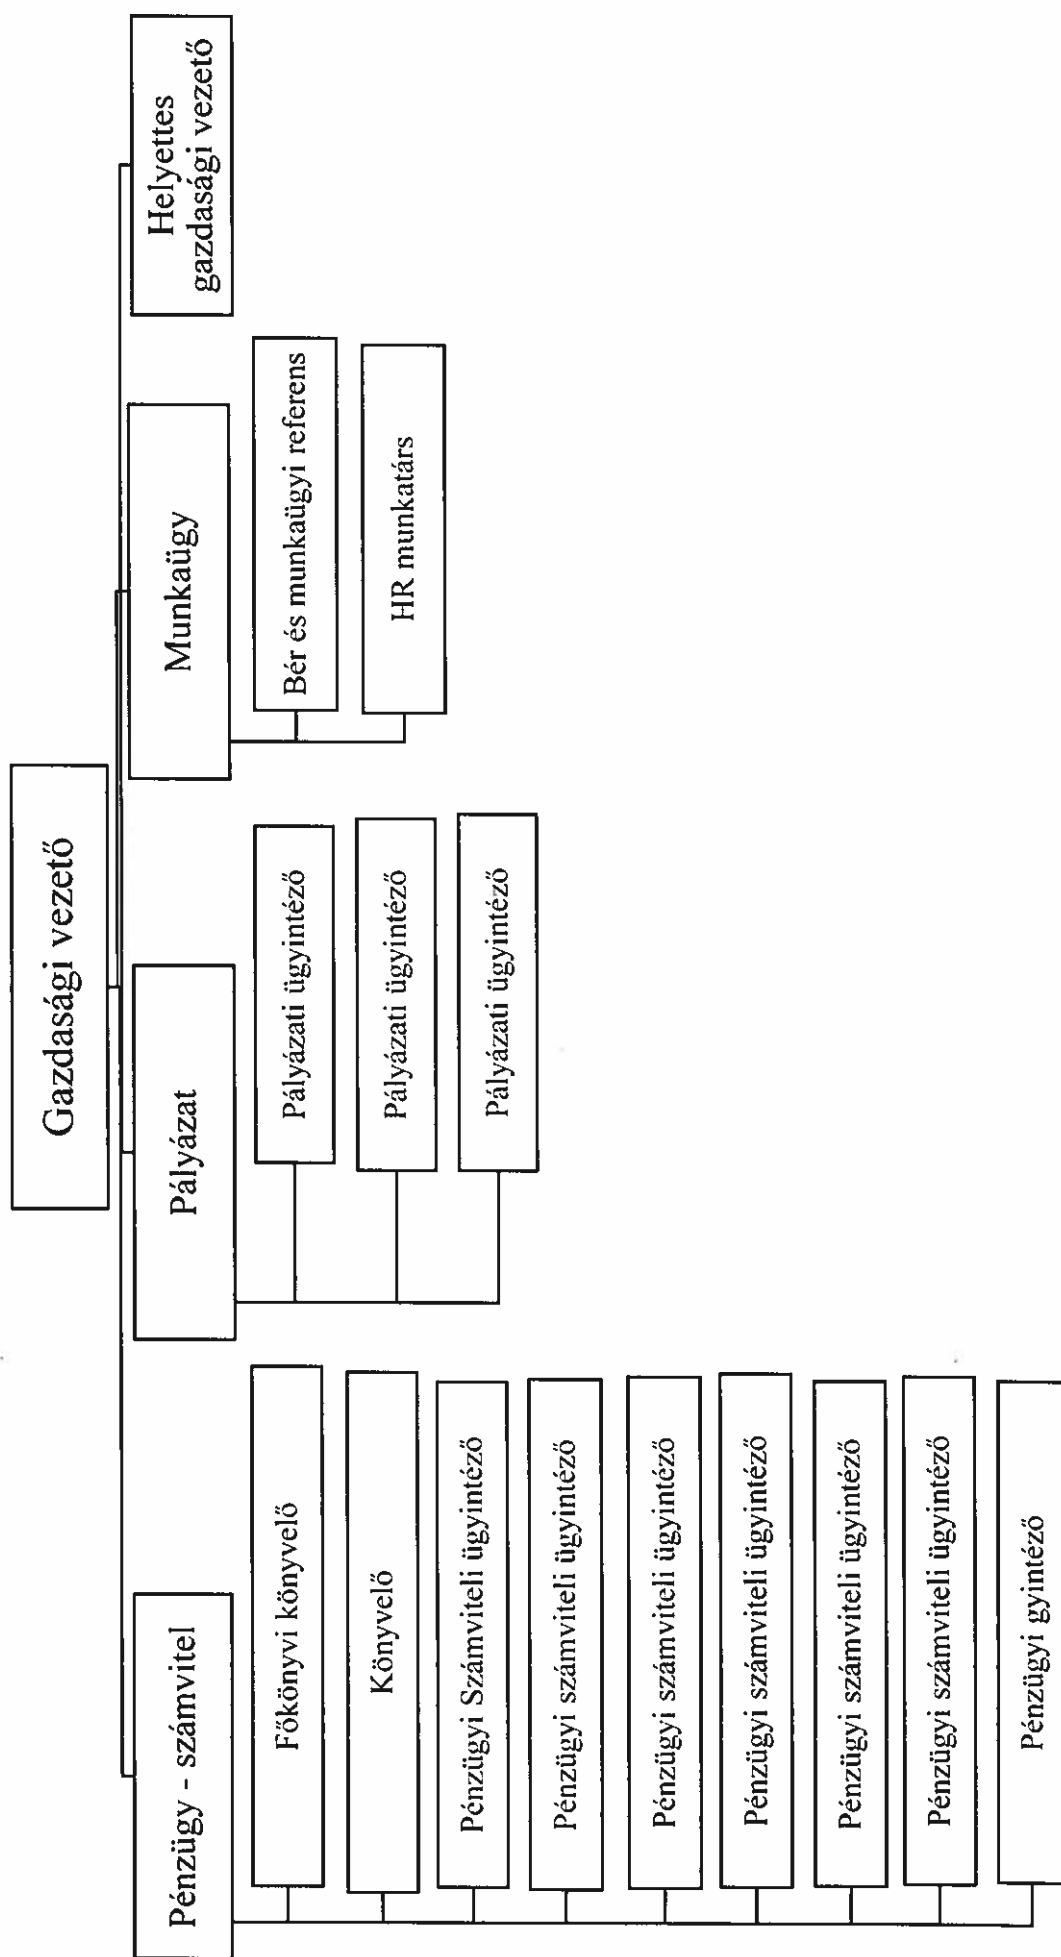 Gazdasági vezető
Pénzügy - számvitel
Főkönyvi könyvelő
Könyvelő
Pénzügyi Számviteli ügyintéző
Pénzügyi számviteli ügyintéző
Pénzügyi számviteli ügyintéző
Pénzügyi számviteli ügyintéző
Pénzügyi számviteli ügyintéző
Pénzügyi számviteli ügyintéző
Pénzügyi gyintéző
Pályázat
Pályázati ügyintéző
Pályázati ügyintéző
Pályázati ügyintéző
Munkaügy
Bér és munkaügyi referens
HR munkatárs
Helyettes
gazdasági vezető